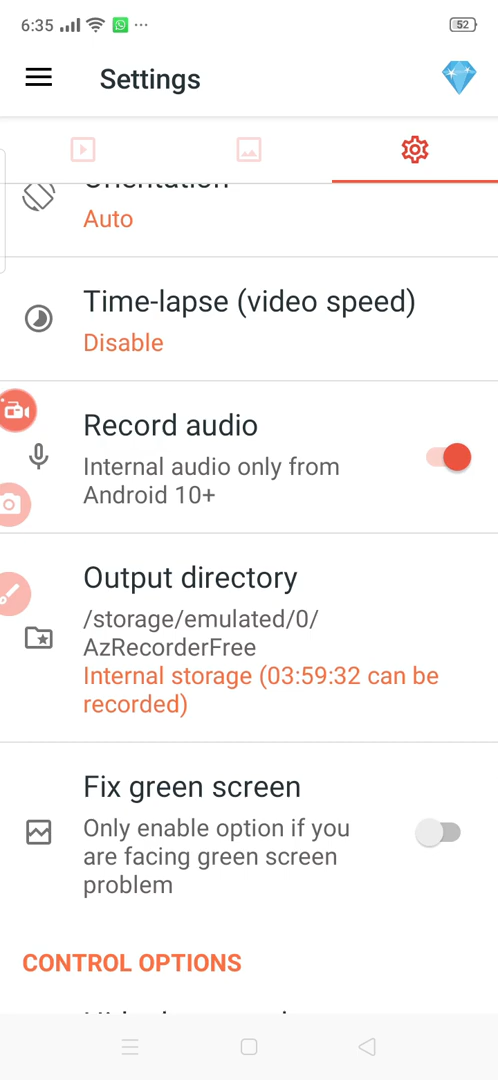 6:35
52
Settings
Orientation
Auto
Time-lapse (video speed)
Disable
Record audio
Internal audio only from
Android 10+
Output directory
/storage/emulated/0/
AzRecorderFree
Internal storage (03:59:32 can be
recorded)
Fix green screen
Only enable option if you
are facing green screen
problem
CONTROL OPTIONS